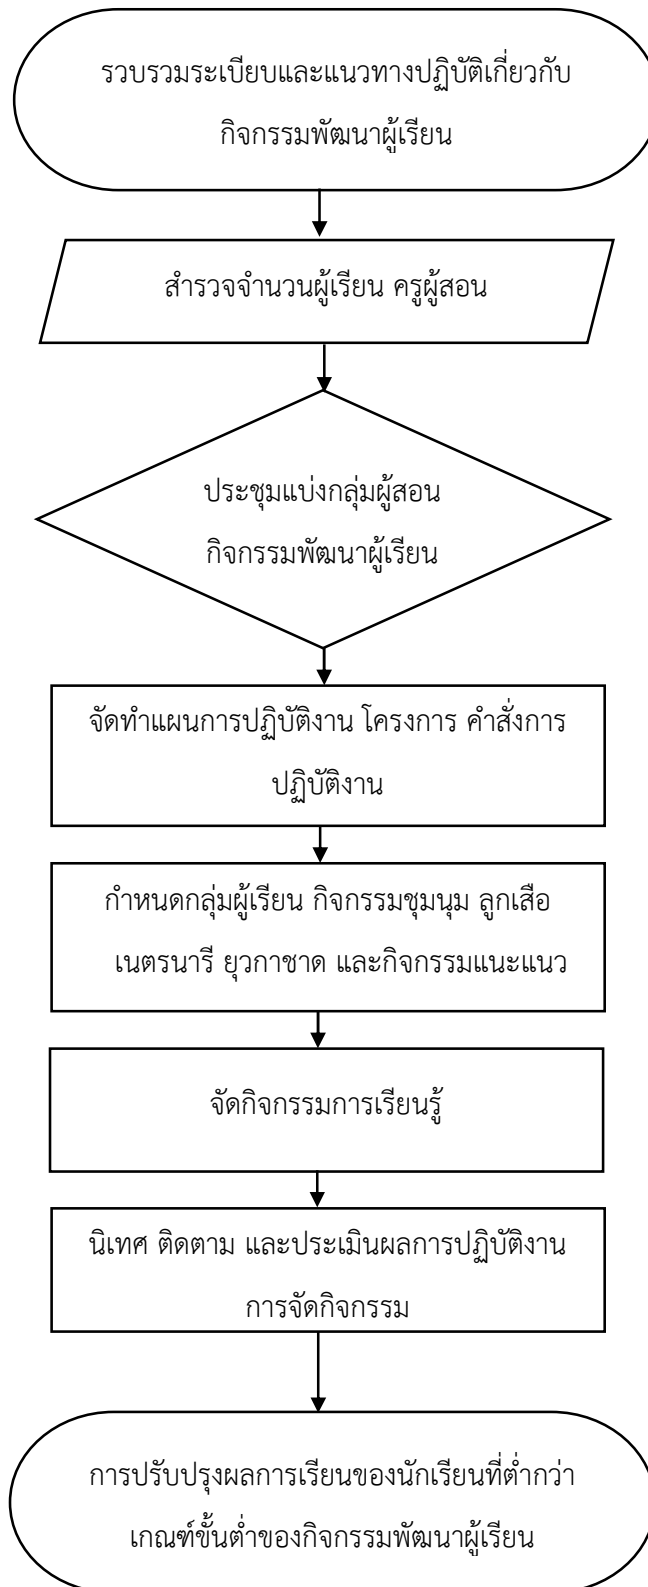 รวบรวมระเบียบและแนวทางปฏิบัติเกี่ยวกับ
กิจกรรมพัฒนาผู้เรียน
สำรวจจำนวนผู้เรียน ครูผู้สอน
ประชุมแบ่งกลุ่มผู้สอน
กิจกรรมพัฒนาผู้เรียน
จัดทำแผนการปฏิบัติงาน โครงการ คำสั่งการ
ปฏิบัติงาน
กำหนดกลุ่มผู้เรียน กิจกรรมชุมนุม ลูกเสือ
เนตรนารี ยุวกาชาด และกิจกรรมแนะแนว
จัดกิจกรรมการเรียนรู้
นิเทศ ติดตาม และประเมินผลการปฏิบัติงาน
การจัดกิจกรรม
การปรับปรุงผลการเรียนของนักเรียนที่ต่ำกว่า
เกณฑ์ขั้นต่ำของกิจกรรมพัฒนาผู้เรียน